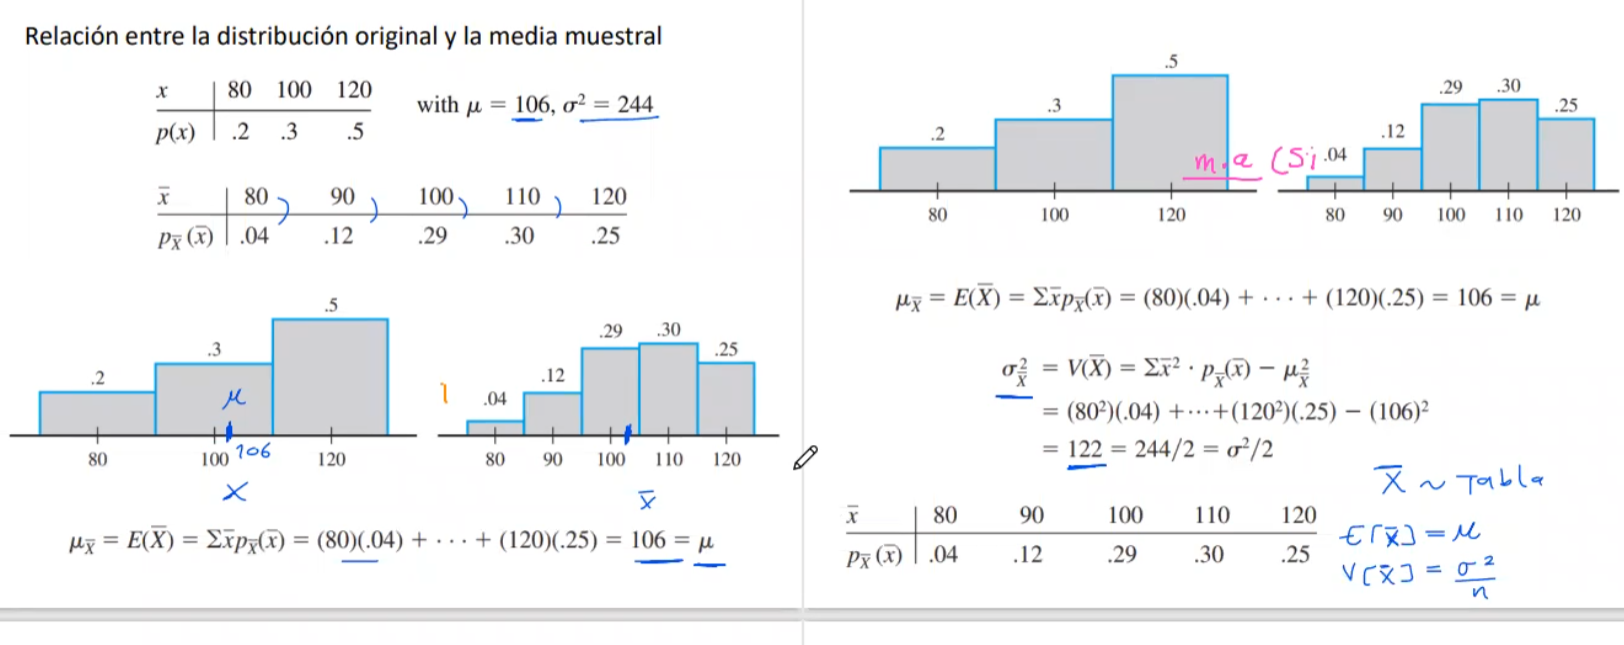 Relación entre la distribución original y la media muestral
x 80 100 120
p(x) .2 .3 .5
with μ = 106, σ² = 244
x̄ 80 90 100 110 120
p_X̄(x̄) .04 .12 .29 .30 .25
.2 .3 .5
μ
80 100 106 120
X
1
.04 .12 .29 .30 .25
80 90 100 110 120
x̄
μ_X̄ = E(X̄) = Σx̄p_X̄(x̄) = (80)(.04) + · · · + (120)(.25) = 106 = μ
.2 .3 .5
80 100 120
m.a (Si
.04 .12 .29 .30 .25
80 90 100 110 120
μ_X̄ = E(X̄) = Σx̄p_X̄(x̄) = (80)(.04) + · · · + (120)(.25) = 106 = μ
σ²_X̄ = V(X̄) = Σx̄² · p_X̄(x̄) − μ²_X̄
= (80²)(.04) + ··· + (120²)(.25) − (106)²
= 122 = 244/2 = σ²/2
X̄ ~ Tabla
x̄ 80 90 100 110 120
p_X̄(x̄) .04 .12 .29 .30 .25
E[X̄] = μ
V[X̄] = σ²/n